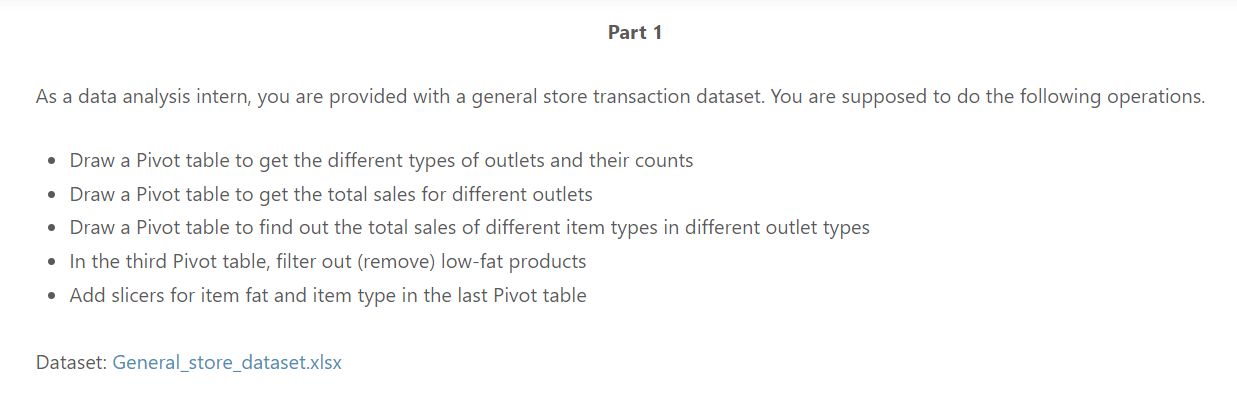 Part 1
As a data analysis intern, you are provided with a general store transaction dataset. You are supposed to do the following operations.
• Draw a Pivot table to get the different types of outlets and their counts
• Draw a Pivot table to get the total sales for different outlets
• Draw a Pivot table to find out the total sales of different item types in different outlet types
• In the third Pivot table, filter out (remove) low-fat products
• Add slicers for item fat and item type in the last Pivot table
Dataset: General_store_dataset.xlsx